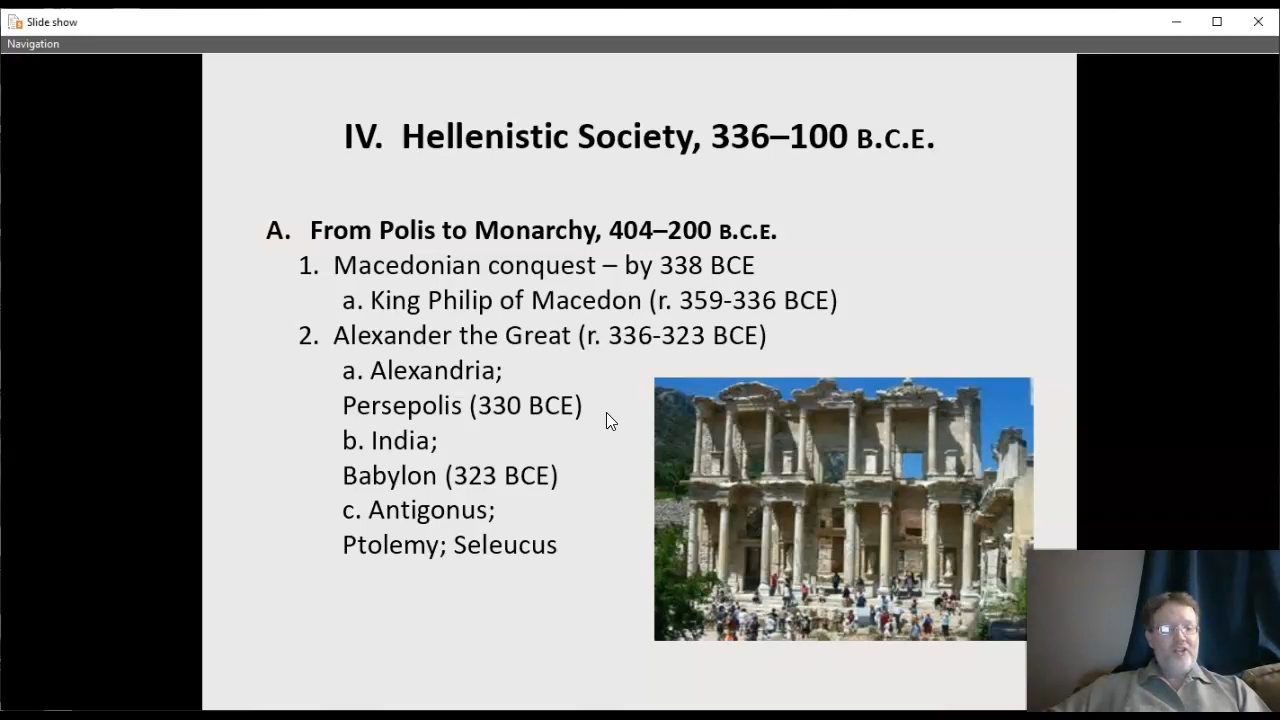 Slide show
Navigation
IV. Hellenistic Society, 336–100 B.C.E.
A. From Polis to Monarchy, 404–200 B.C.E.
1. Macedonian conquest – by 338 BCE
a. King Philip of Macedon (r. 359-336 BCE)
2. Alexander the Great (r. 336-323 BCE)
a. Alexandria;
Persepolis (330 BCE)
b. India;
Babylon (323 BCE)
c. Antigonus;
Ptolemy; Seleucus